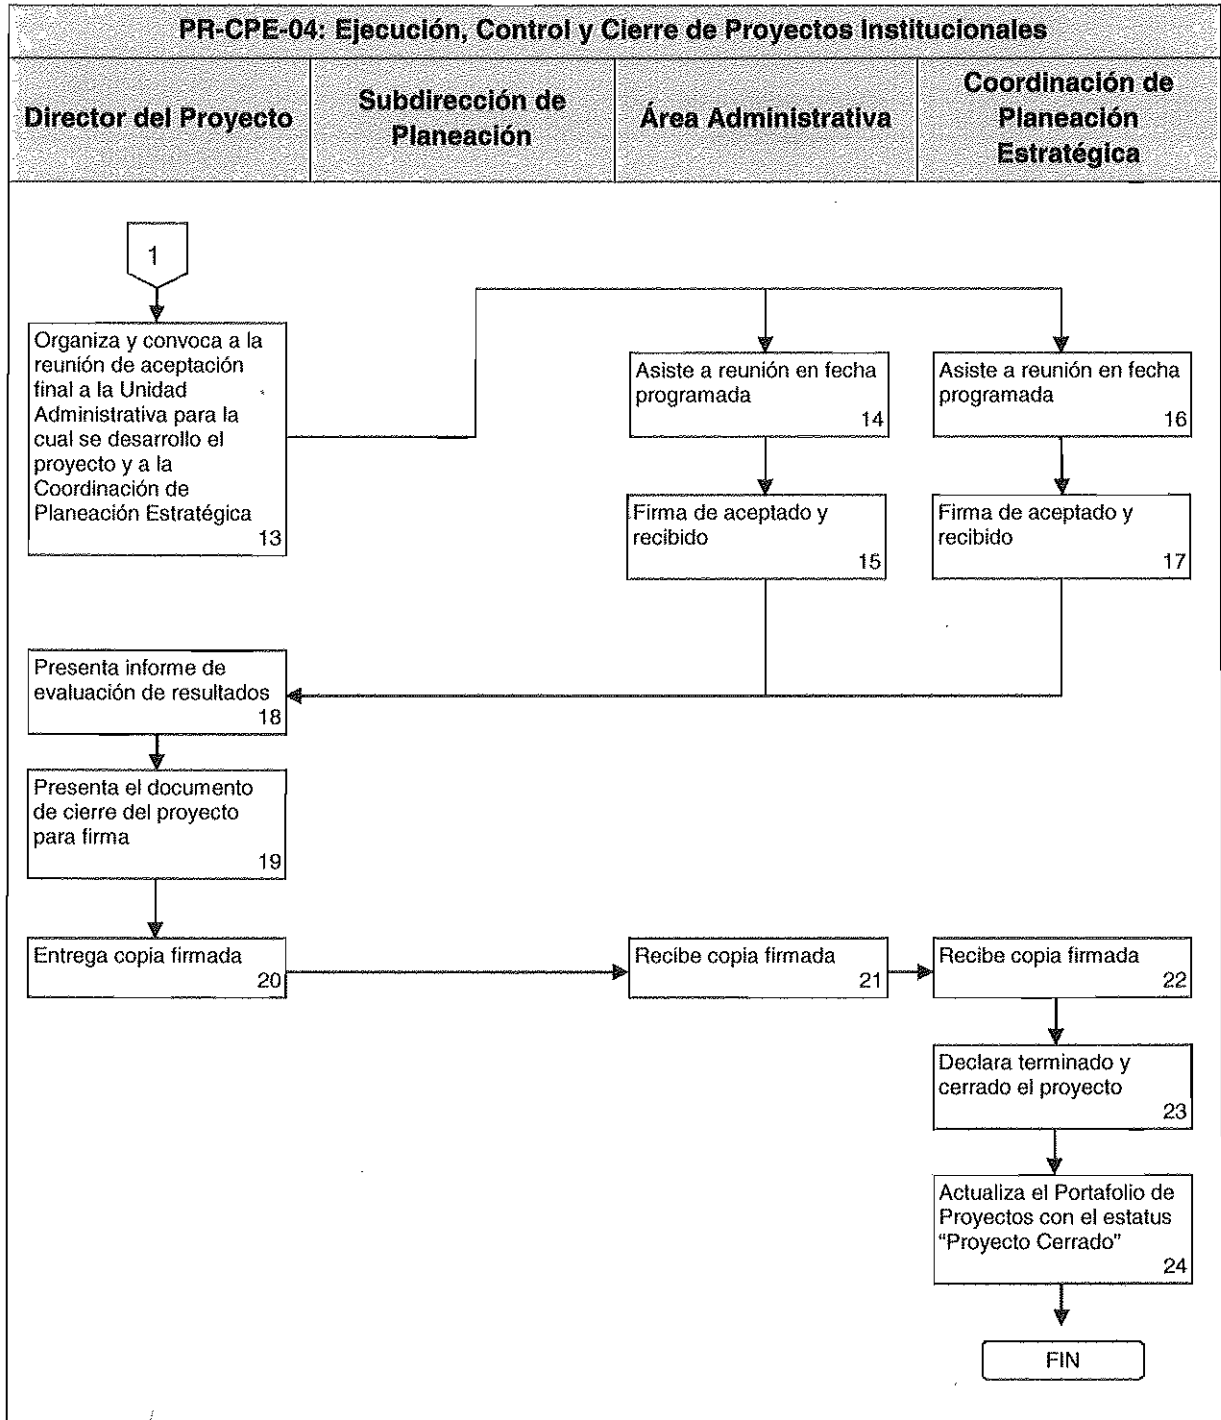 PR-CPE-04: Ejecución, Control y Cierre de Proyectos Institucionales
Director del Proyecto
Subdirección de
Planeación
Área Administrativa
Coordinación de
Planeación
Estratégica
1
Organiza y convoca a la
reunión de aceptación
final a la Unidad
Administrativa para la
cual se desarrollo el
proyecto y a la
Coordinación de
Planeación Estratégica
13
Asiste a reunión en fecha
programada
14
Asiste a reunión en fecha
programada
16
Firma de aceptado y
recibido
15
Firma de aceptado y
recibido
17
Presenta informe de
evaluación de resultados
18
Presenta el documento
de cierre del proyecto
para firma
19
Entrega copia firmada
20
Recibe copia firmada
21
Recibe copia firmada
22
Declara terminado y
cerrado el proyecto
23
Actualiza el Portafolio de
Proyectos con el estatus
"Proyecto Cerrado"
24
FIN